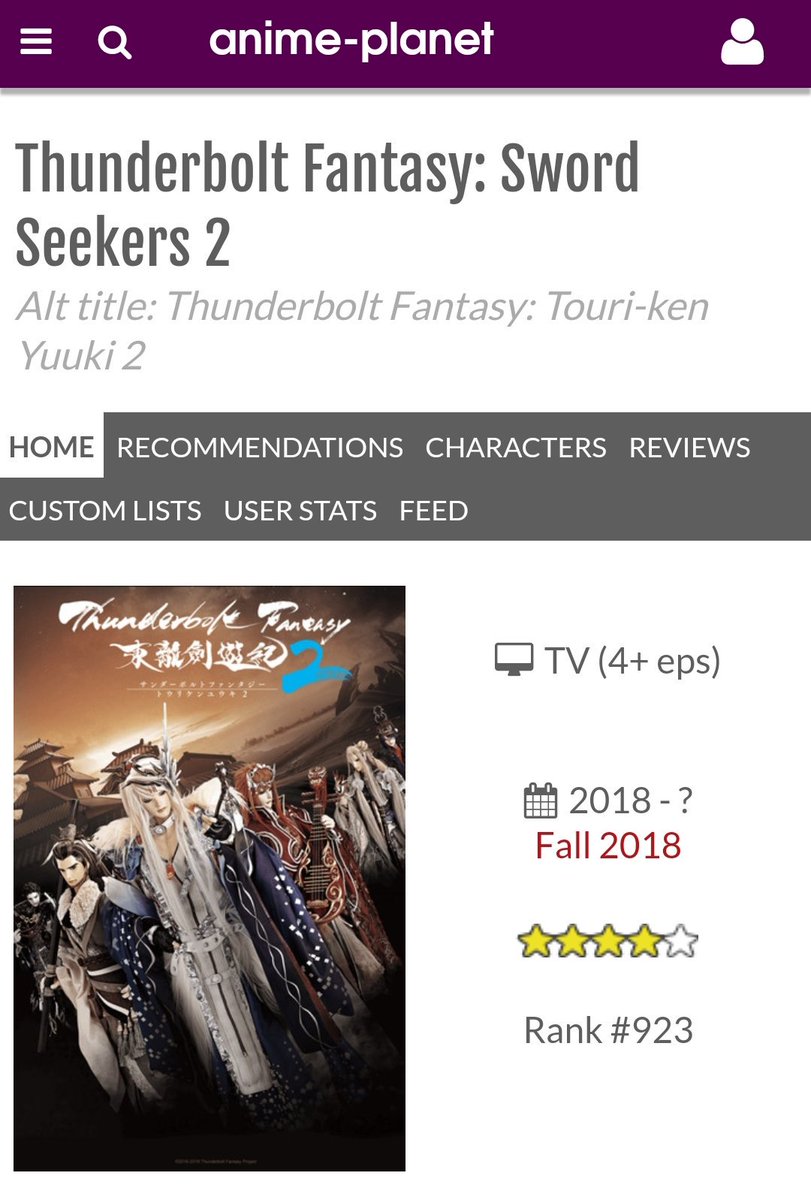 anime-planet
Thunderbolt Fantasy: Sword
Seekers 2
Alt title: Thunderbolt Fantasy: Touri-ken
Yuuki 2
HOME RECOMMENDATIONS CHARACTERS REVIEWS
CUSTOM LISTS USER STATS FEED
Thunderbolt Fantasy
東離劍遊紀 2
サンダーボルトファンタジー
トウリケンユウキ 2
©2016-2018 Thunderbolt Fantasy Project
TV (4+ eps)
2018 - ?
Fall 2018
Rank #923